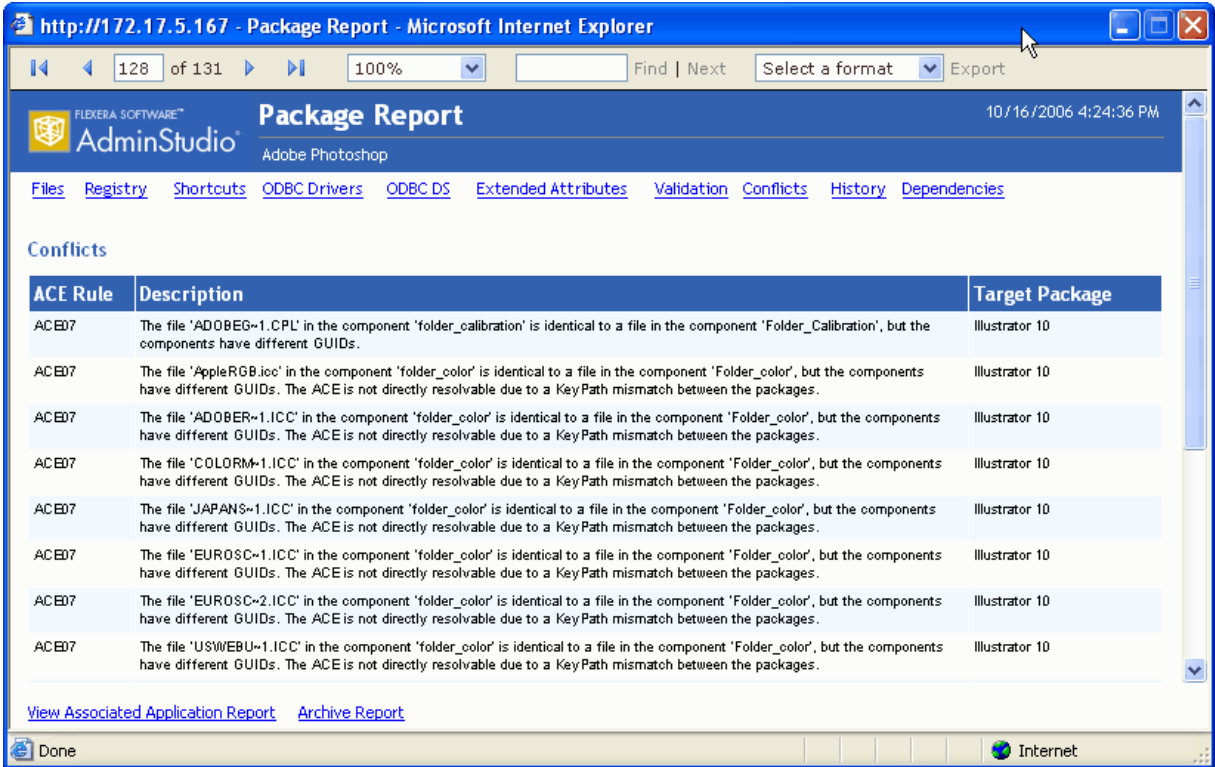 http://172.17.5.167 - Package Report - Microsoft Internet Explorer
128 of 131 100% Find | Next Select a format Export
FLEXERA SOFTWARE™
AdminStudio®
Package Report
10/16/2006 4:24:36 PM
Adobe Photoshop
Files Registry Shortcuts ODBC Drivers ODBC DS Extended Attributes Validation Conflicts History Dependencies
Conflicts
ACE Rule Description Target Package
ACE07 The file 'ADOBEG~1.CPL' in the component 'folder_calibration' is identical to a file in the component 'Folder_Calibration', but the Illustrator 10
components have different GUIDs.
ACE07 The file 'AppleRGB.icc' in the component 'folder_color' is identical to a file in the component 'Folder_color', but the components Illustrator 10
have different GUIDs. The ACE is not directly resolvable due to a KeyPath mismatch between the packages.
ACE07 The file 'ADOBER~1.ICC' in the component 'folder_color' is identical to a file in the component 'Folder_color', but the components Illustrator 10
have different GUIDs. The ACE is not directly resolvable due to a KeyPath mismatch between the packages.
ACE07 The file 'COLORM~1.ICC' in the component 'folder_color' is identical to a file in the component 'Folder_color', but the components Illustrator 10
have different GUIDs. The ACE is not directly resolvable due to a KeyPath mismatch between the packages.
ACE07 The file 'JAPANS~1.ICC' in the component 'folder_color' is identical to a file in the component 'Folder_color', but the components Illustrator 10
have different GUIDs. The ACE is not directly resolvable due to a KeyPath mismatch between the packages.
ACE07 The file 'EUROSC~1.ICC' in the component 'folder_color' is identical to a file in the component 'Folder_color', but the components Illustrator 10
have different GUIDs. The ACE is not directly resolvable due to a KeyPath mismatch between the packages.
ACE07 The file 'EUROSC~2.ICC' in the component 'folder_color' is identical to a file in the component 'Folder_color', but the components Illustrator 10
have different GUIDs. The ACE is not directly resolvable due to a KeyPath mismatch between the packages.
ACE07 The file 'USWEBU~1.ICC' in the component 'folder_color' is identical to a file in the component 'Folder_color', but the components Illustrator 10
have different GUIDs. The ACE is not directly resolvable due to a KeyPath mismatch between the packages.
View Associated Application Report Archive Report
Done Internet